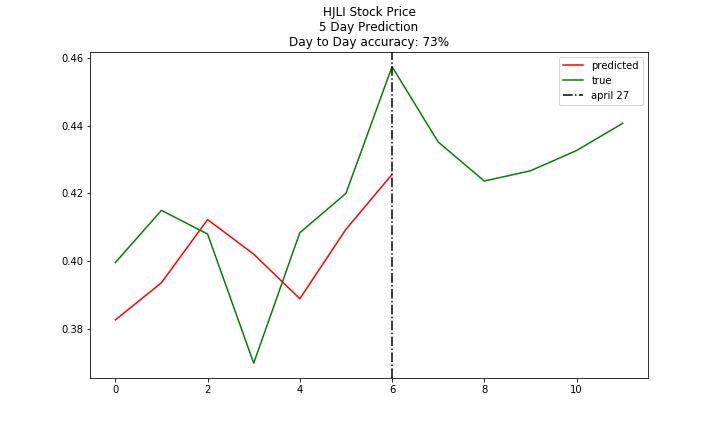 HJLI Stock Price
5 Day Prediction
Day to Day accuracy: 73%
predicted
true
april 27
0.46
0.44
0.42
0.40
0.38
0 2 4 6 8 10